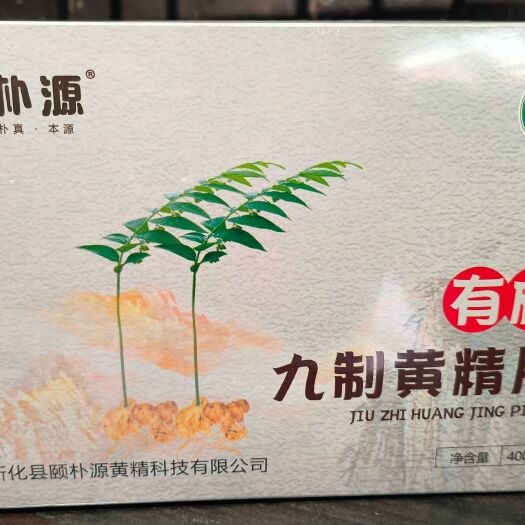 朴源®
朴真·本源
有
九制黄精
JIU ZHI HUANG JING PI
新化县颐朴源黄精科技有限公司
净含量 400